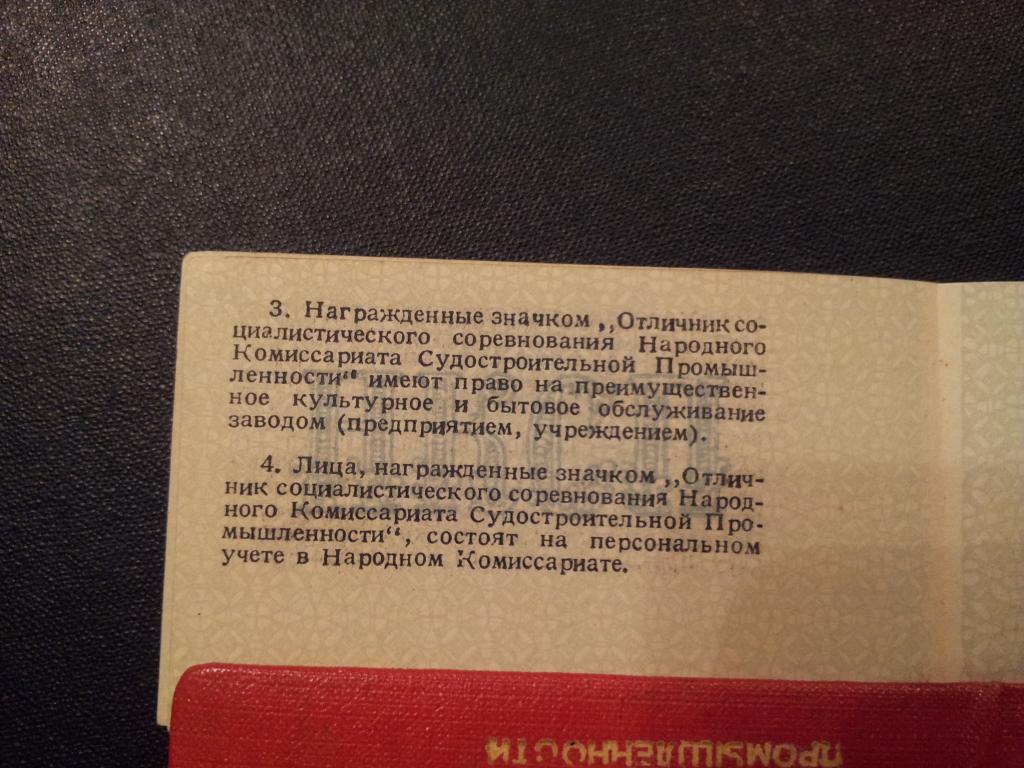 3. Награжденные значком „Отличник со-
циалистического соревнования Народного
Комиссариата Судостроительной Промыш-
ленности“ имеют право на преимуществен-
ное культурное и бытовое обслуживание
заводом (предприятием, учреждением).
4. Лица, награжденные значком „Отлич-
ник социалистического соревнования Народ-
ного Комиссариата Судостроительной Про-
мышленности“, состоят на персональном
учете в Народном Комиссариате.
ПРОМЫШЛЕННОСТИ